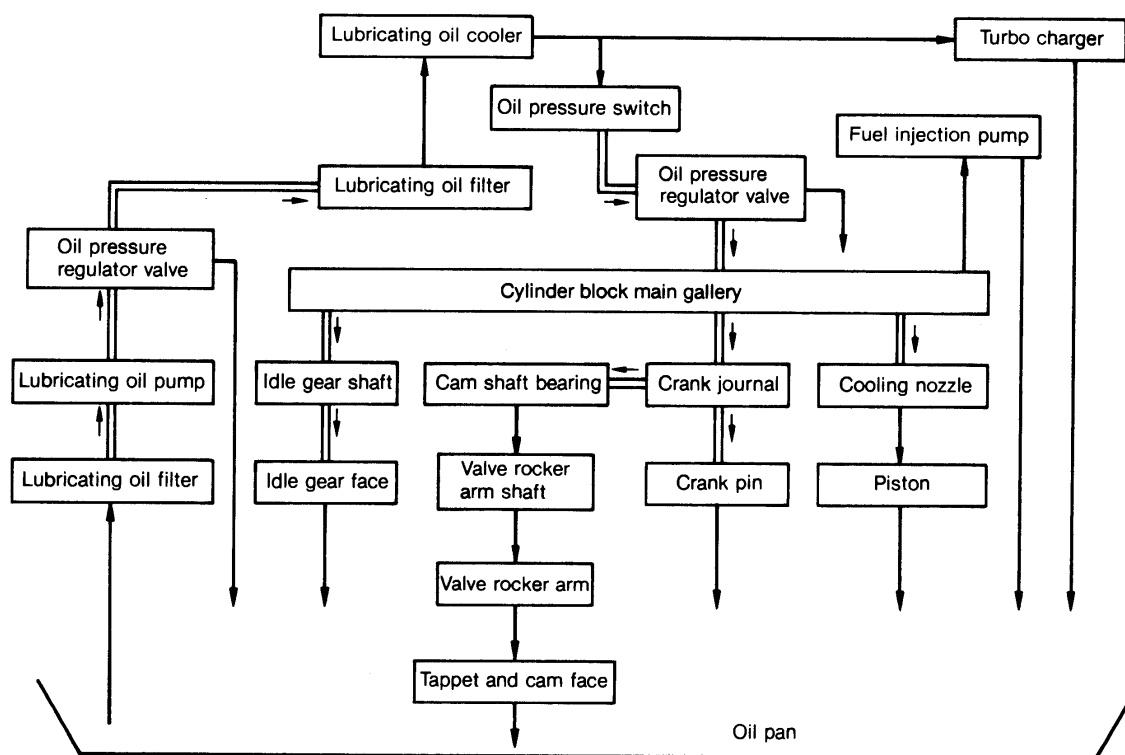 Lubricating oil cooler
Turbo charger
Oil pressure switch
Fuel injection pump
Lubricating oil filter
Oil pressure
regulator valve
Oil pressure
regulator valve
Cylinder block main gallery
Lubricating oil pump
Idle gear shaft
Cam shaft bearing
Crank journal
Cooling nozzle
Lubricating oil filter
Idle gear face
Valve rocker
arm shaft
Crank pin
Piston
Valve rocker arm
Tappet and cam face
Oil pan